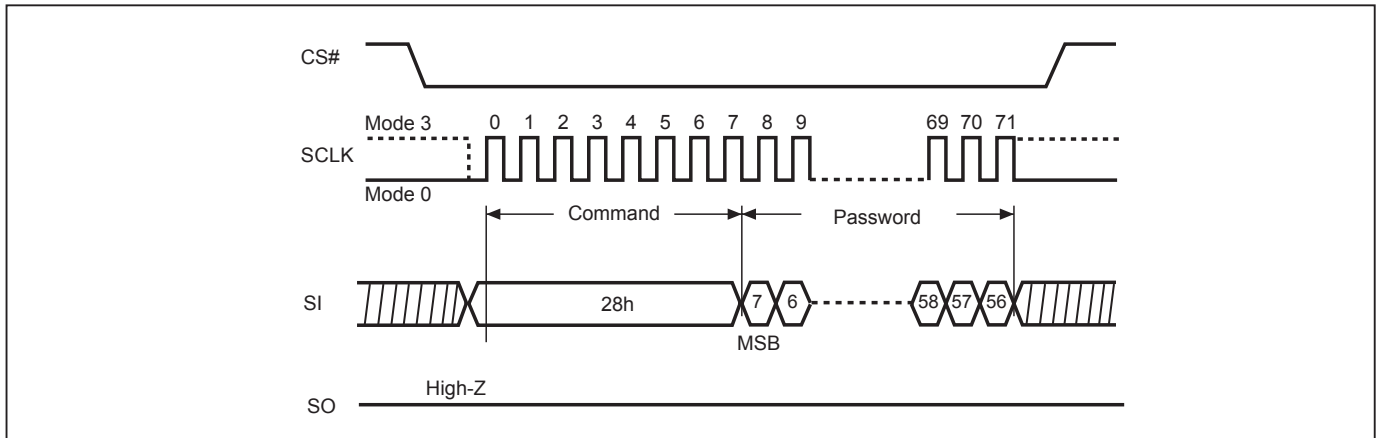 CS#
Mode 3
0 1 2 3 4 5 6 7 8 9 69 70 71
SCLK
Mode 0
Command Password
SI 28h 7 6 58 57 56
MSB
High-Z
SO